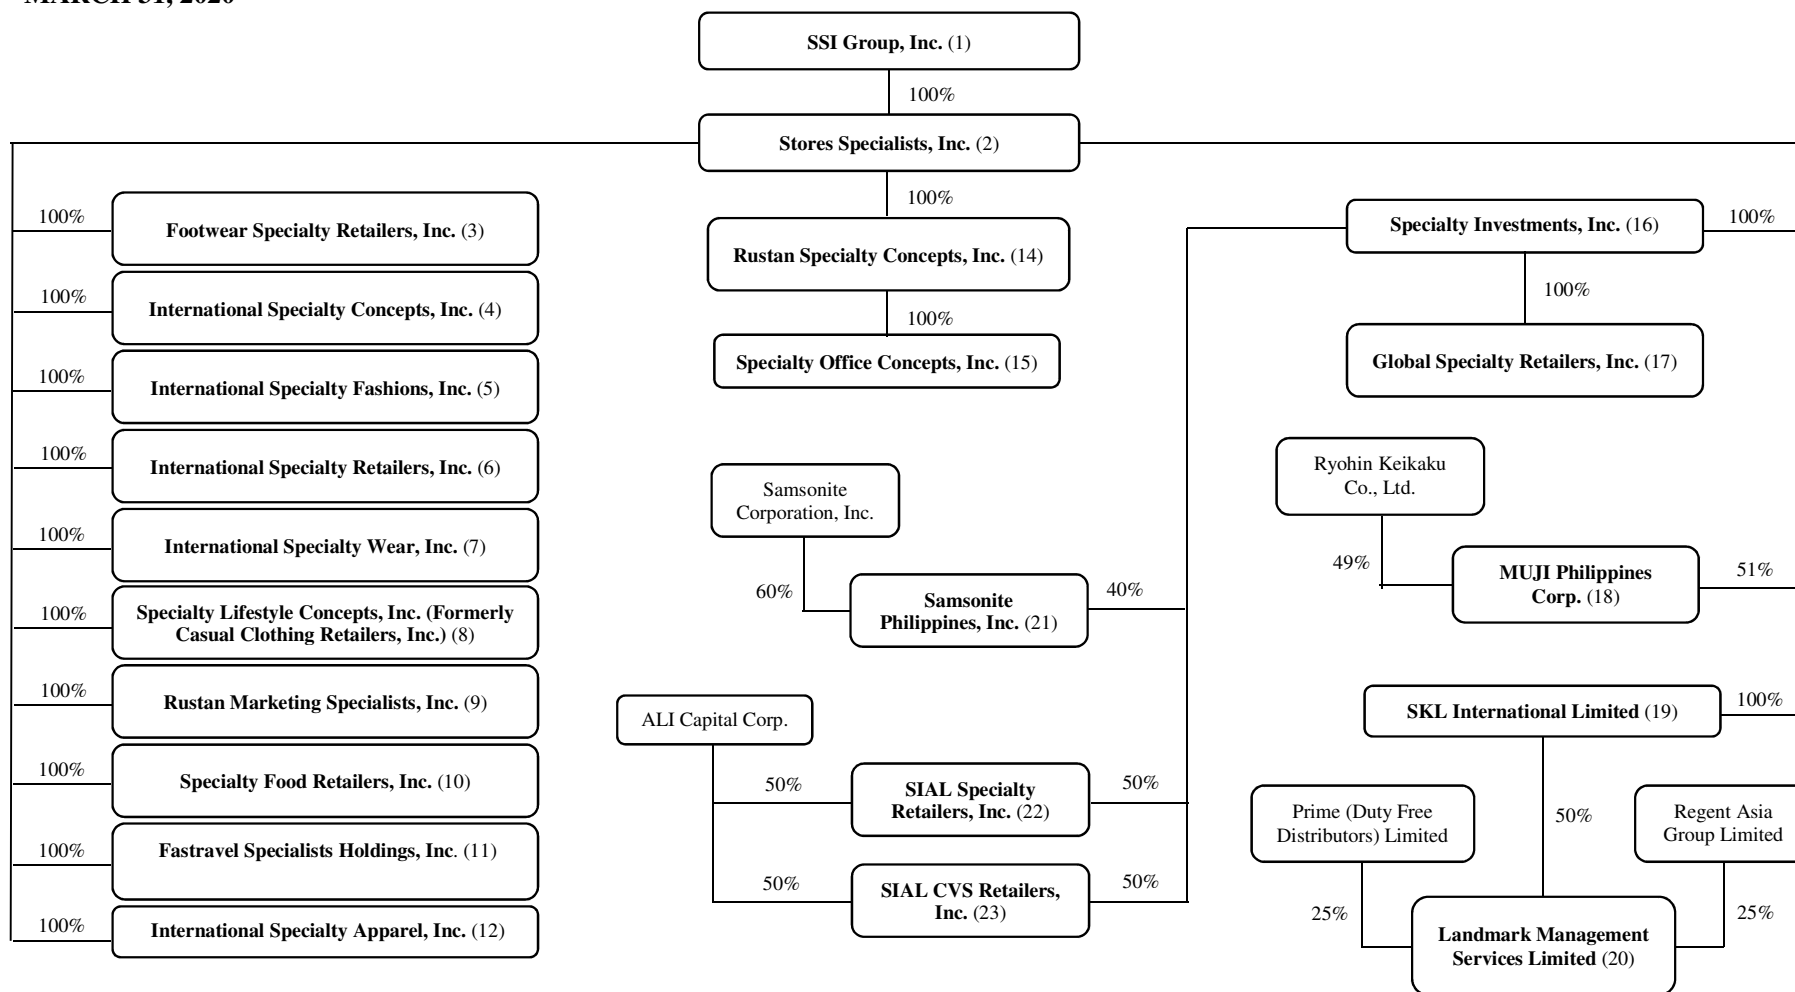 MARCH 31, 2020
SSI Group, Inc. (1)
100%
Stores Specialists, Inc. (2)
100%
Footwear Specialty Retailers, Inc. (3)
100%
International Specialty Concepts, Inc. (4)
100%
International Specialty Fashions, Inc. (5)
100%
International Specialty Retailers, Inc. (6)
100%
International Specialty Wear, Inc. (7)
100%
Specialty Lifestyle Concepts, Inc. (Formerly
Casual Clothing Retailers, Inc.) (8)
100%
Rustan Marketing Specialists, Inc. (9)
100%
Specialty Food Retailers, Inc. (10)
100%
Fastravel Specialists Holdings, Inc. (11)
100%
International Specialty Apparel, Inc. (12)
100%
Rustan Specialty Concepts, Inc. (14)
100%
Specialty Office Concepts, Inc. (15)
Samsonite
Corporation, Inc.
60%
Samsonite
Philippines, Inc. (21)
40%
ALI Capital Corp.
50%
SIAL Specialty
Retailers, Inc. (22)
50%
50%
SIAL CVS Retailers,
Inc. (23)
50%
Specialty Investments, Inc. (16)
100%
100%
Global Specialty Retailers, Inc. (17)
Ryohin Keikaku
Co., Ltd.
49%
MUJI Philippines
Corp. (18)
51%
SKL International Limited (19)
100%
Prime (Duty Free
Distributors) Limited
50%
Regent Asia
Group Limited
25%
Landmark Management
Services Limited (20)
25%